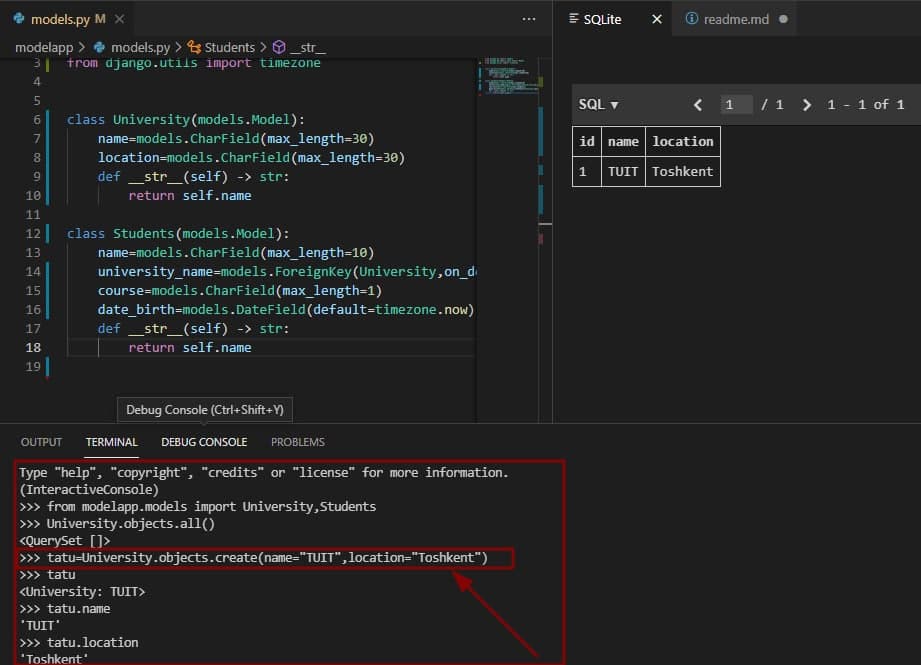 models.py M
SQLite
readme.md
modelapp > models.py > Students > __str__
3 from django.utils import timezone
4
5
6 class University(models.Model):
7 name=models.CharField(max_length=30)
8 location=models.CharField(max_length=30)
9 def __str__(self) -> str:
10 return self.name
11
12 class Students(models.Model):
13 name=models.CharField(max_length=10)
14 university_name=models.ForeignKey(University,on_de
15 course=models.CharField(max_length=1)
16 date_birth=models.DateField(default=timezone.now)
17 def __str__(self) -> str:
18 return self.name
19
SQL ▼ < 1 / 1 > 1 - 1 of 1
id name location
1 TUIT Toshkent
Debug Console (Ctrl+Shift+Y)
OUTPUT TERMINAL DEBUG CONSOLE PROBLEMS
Type "help", "copyright", "credits" or "license" for more information.
(InteractiveConsole)
>>> from modelapp.models import University,Students
>>> University.objects.all()
<QuerySet []>
>>> tatu=University.objects.create(name="TUIT",location="Toshkent")
>>> tatu
<University: TUIT>
>>> tatu.name
'TUIT'
>>> tatu.location
'Toshkent'